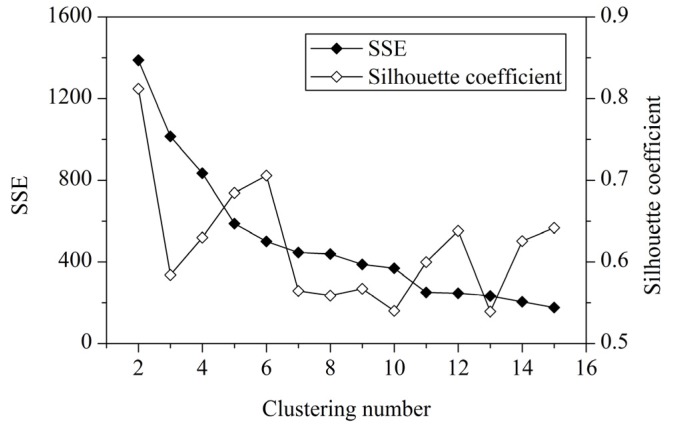 1600
1200
800
400
0
SSE
SSE
Silhouette coefficient
0.9
0.8
0.7
0.6
0.5
Silhouette coefficient
2 4 6 8 10 12 14 16
Clustering number